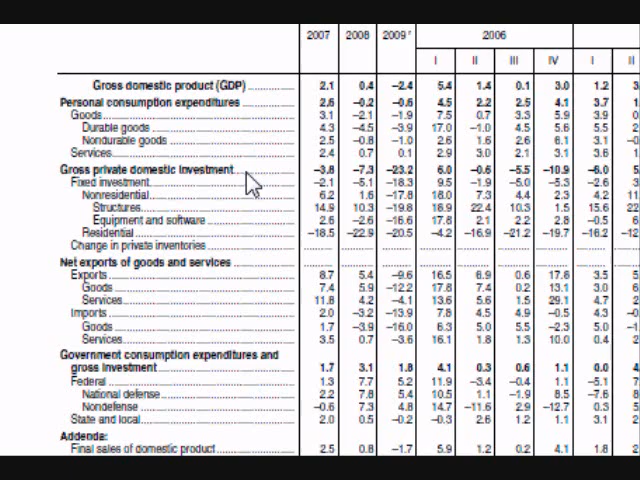 2007 2008 2009 r 2006
I II III IV I
Gross domestic product (GDP) 2.1 0.4 −2.4 5.4 1.4 0.1 3.0 1.2
Personal consumption expenditures 2.6 −0.2 −0.6 4.5 2.2 2.5 4.1 3.7
Goods 3.1 −2.1 −1.9 7.5 0.7 3.3 5.9 3.9
Durable goods 4.3 −4.5 −3.9 17.0 −1.0 4.5 5.6 5.5
Nondurable goods 2.5 −0.8 −1.0 2.6 1.6 2.6 6.1 3.1
Services 2.4 0.7 0.1 2.9 3.0 2.1 3.1 3.6
Gross private domestic investment −3.8 −7.3 −23.2 6.0 −0.6 −5.5 −10.9 −6.0
Fixed investment −2.1 −5.1 −18.3 9.5 −1.9 −5.0 −5.3 −2.6
Nonresidential 6.2 1.6 −17.8 18.0 7.3 4.4 2.3 4.2
Structures 14.9 10.3 −19.8 18.9 22.4 10.3 1.5 15.6
Equipment and software 2.6 −2.6 −16.6 17.8 2.1 2.2 2.8 −0.5
Residential −18.5 −22.9 −20.5 −4.2 −16.9 −21.2 −19.7 −16.2
Change in private inventories
Net exports of goods and services
Exports 8.7 5.4 −9.6 16.5 6.9 0.6 17.6 3.5
Goods 7.4 5.9 −12.2 17.8 7.4 0.2 13.1 3.0
Services 11.8 4.2 −4.1 13.6 5.6 1.5 29.1 4.7
Imports 2.0 −3.2 −13.9 7.8 4.5 4.9 −0.5 4.3
Goods 1.7 −3.9 −16.0 6.3 5.0 5.5 −2.3 5.0
Services 3.5 0.7 −3.6 16.1 1.8 1.3 10.0 0.4
Government consumption expenditures and
gross investment 1.7 3.1 1.8 4.1 0.3 0.6 1.1 0.0
Federal 1.3 7.7 5.2 11.9 −3.4 −0.4 1.1 −5.1
National defense 2.2 7.8 5.4 10.5 1.1 −1.9 8.5 −7.6
Nondefense −0.6 7.3 4.8 14.7 −11.6 2.9 −12.7 0.3
State and local 2.0 0.5 −0.2 −0.3 2.6 1.2 1.1 3.1
Addenda:
Final sales of domestic product 2.5 0.8 −1.7 5.9 1.2 0.2 4.1 1.8